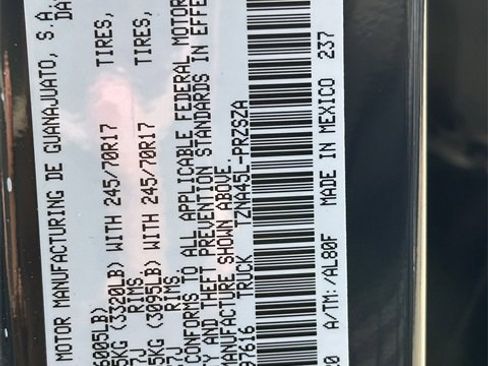 MOTOR MANUFACTURING DE GUANAJUATO, S.A.
DA
6005LB)
5KG (3320LB) WITH 245/70R17 TIRES,
7J RIMS.
5KG (3095LB) WITH 245/70R17 TIRES,
7J RIMS.
CONFORMS TO ALL APPLICABLE FEDERAL MOTOR
TY AND THEFT PREVENTION STANDARDS IN EFFE
MANUFACTURE SHOWN ABOVE.
97616 TRUCK TZNA45L-PRZSZA
A/TM:/AL80F MADE IN MEXICO 237